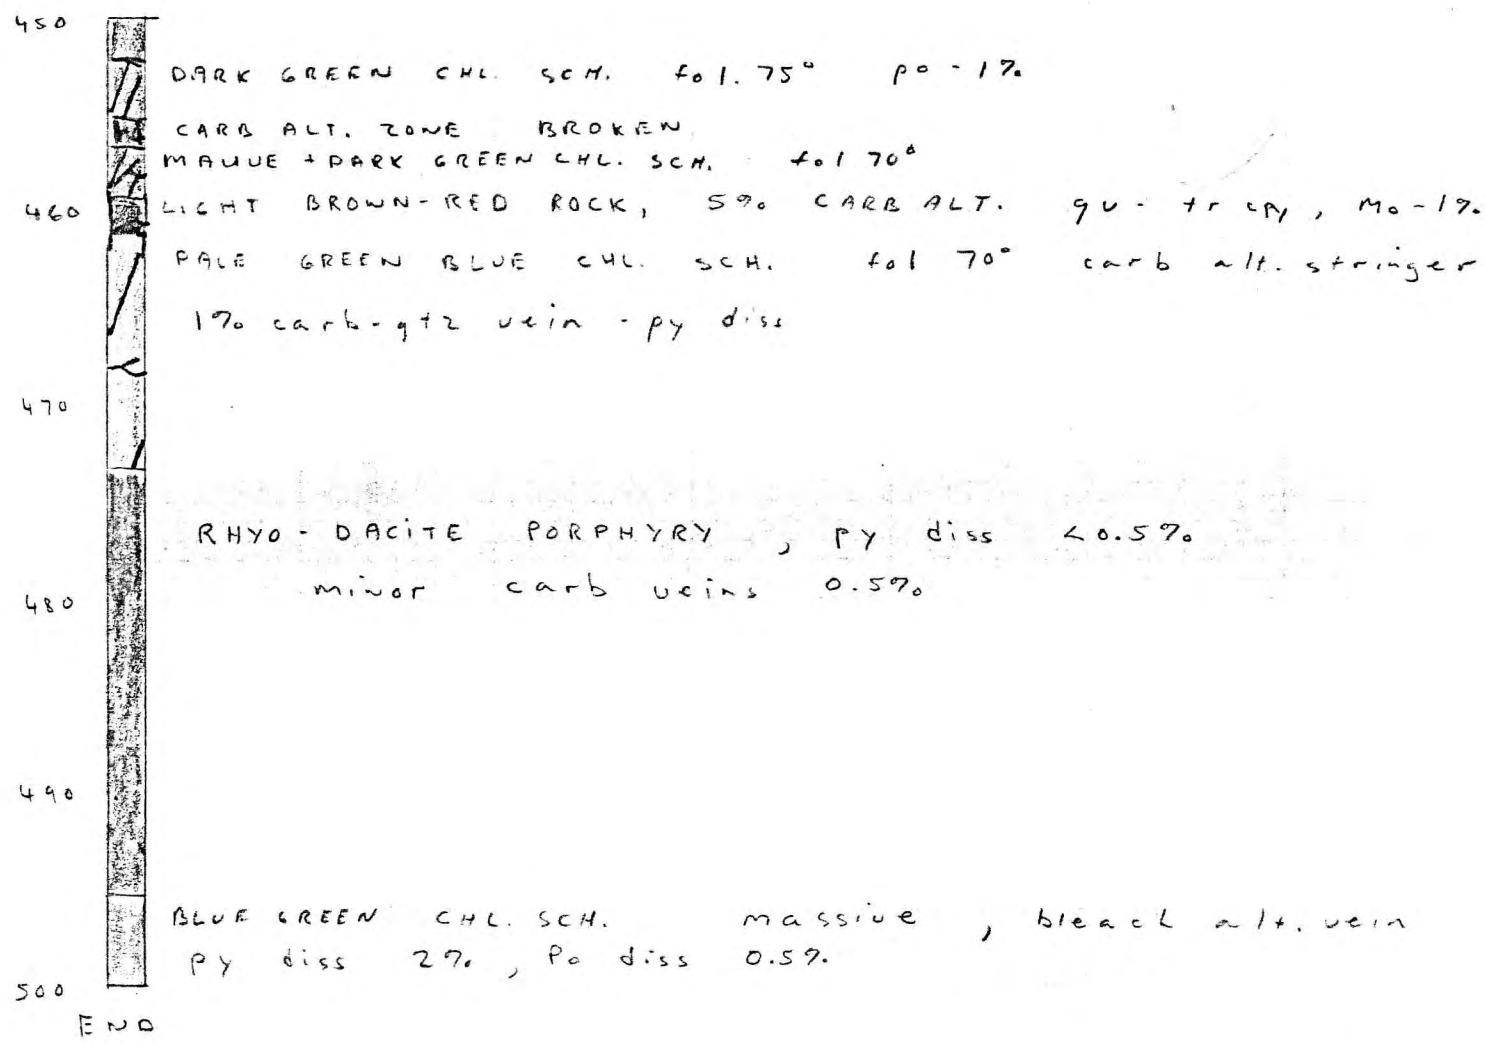 450
DARK GREEN CHL. SCH. fol. 75° po - 1%
CARB ALT. ZONE BROKEN
MAUVE + DARK GREEN CHL. SCH. fol 70°
460 LIGHT BROWN-RED ROCK, 5% CARB ALT. qv - tr cpy, Mo - 1%
PALE GREEN BLUE CHL. SCH. fol 70° carb alt. stringer
1% carb-qtz vein - py diss
470
RHYO-DACITE PORPHYRY, py diss <0.5%
minor carb veins 0.5%
480
490
BLUE GREEN CHL. SCH. massive, bleach alt. vein
py diss 2%, Po diss 0.5%
500
END